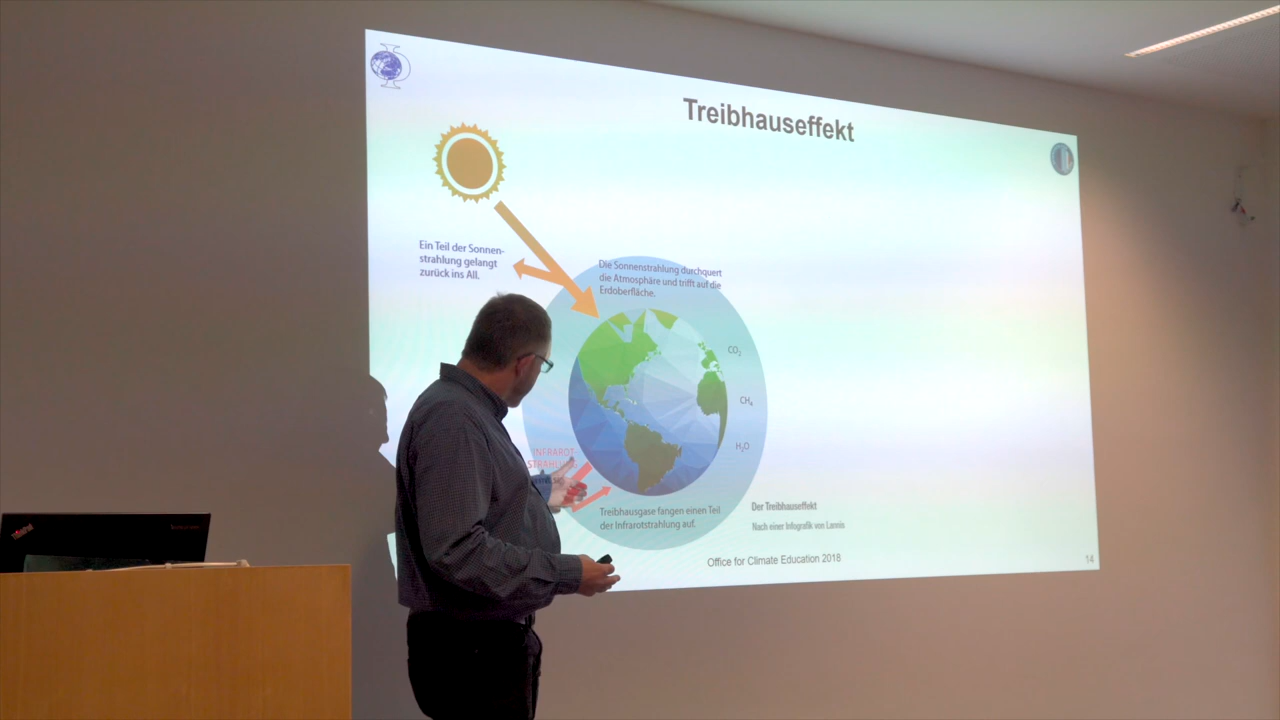 Treibhauseffekt
Ein Teil der Sonnen-
strahlung gelangt
zurück ins All.
Die Sonnenstrahlung durchquert
die Atmosphäre und trifft auf die
Erdoberfläche.
CO₂
CH₄
H₂O
INFRAROT-
Treibhausgase fangen einen Teil
der Infrarotstrahlung auf.
Der Treibhauseffekt
Nach einer Infografik von Lannis
Office for Climate Education 2018
14